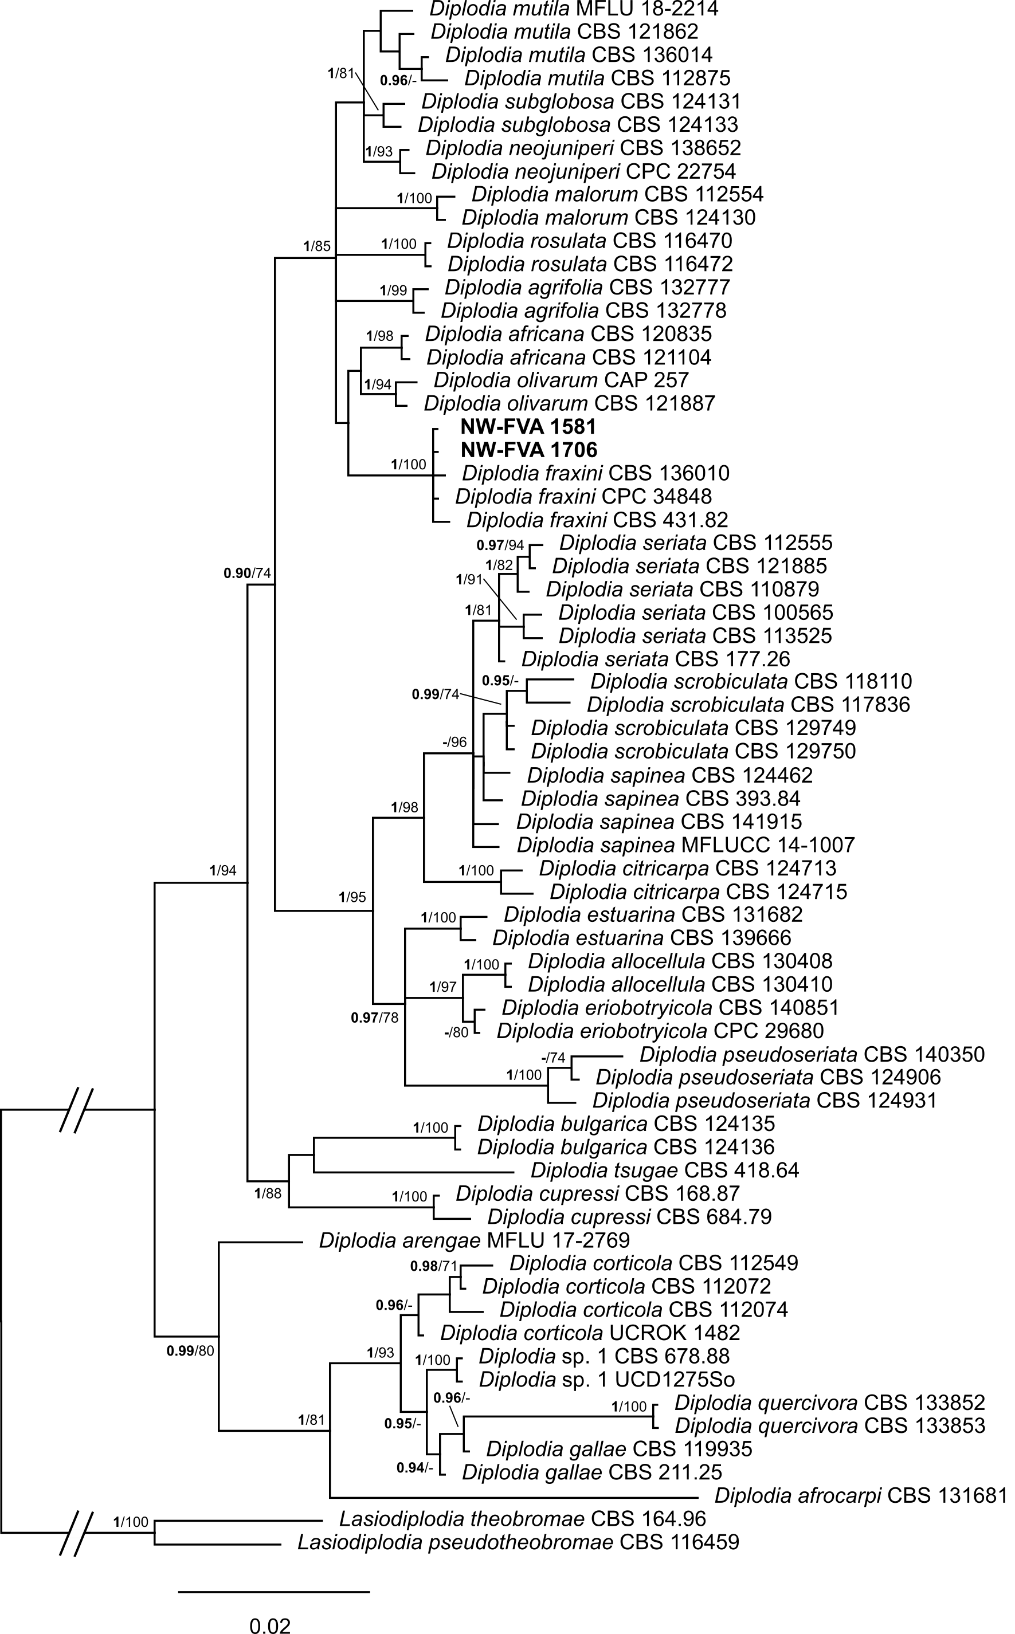 Diplodia mutila MFLU 18-2214
Diplodia mutila CBS 121862
Diplodia mutila CBS 136014
1/81
0.96/-
Diplodia mutila CBS 112875
Diplodia subglobosa CBS 124131
Diplodia subglobosa CBS 124133
Diplodia neojuniperi CBS 138652
1/93
Diplodia neojuniperi CPC 22754
Diplodia malorum CBS 112554
1/100
Diplodia malorum CBS 124130
Diplodia rosulata CBS 116470
1/85
1/100
Diplodia rosulata CBS 116472
Diplodia agrifolia CBS 132777
1/99
Diplodia agrifolia CBS 132778
Diplodia africana CBS 120835
1/98
Diplodia africana CBS 121104
Diplodia olivarum CAP 257
1/94
Diplodia olivarum CBS 121887
NW-FVA 1581
NW-FVA 1706
1/100
Diplodia fraxini CBS 136010
Diplodia fraxini CPC 34848
Diplodia fraxini CBS 431.82
0.97/94
Diplodia seriata CBS 112555
1/82
Diplodia seriata CBS 121885
0.90/74
1/91
Diplodia seriata CBS 110879
1/81
Diplodia seriata CBS 100565
Diplodia seriata CBS 113525
Diplodia seriata CBS 177.26
0.95/-
Diplodia scrobiculata CBS 118110
0.99/74
Diplodia scrobiculata CBS 117836
Diplodia scrobiculata CBS 129749
-/96
Diplodia scrobiculata CBS 129750
Diplodia sapinea CBS 124462
Diplodia sapinea CBS 393.84
1/98
Diplodia sapinea CBS 141915
Diplodia sapinea MFLUCC 14-1007
1/94
1/100
Diplodia citricarpa CBS 124713
Diplodia citricarpa CBS 124715
1/95
1/100
Diplodia estuarina CBS 131682
Diplodia estuarina CBS 139666
1/100
Diplodia allocellula CBS 130408
1/97
Diplodia allocellula CBS 130410
Diplodia eriobotryicola CBS 140851
0.97/78
-/80
Diplodia eriobotryicola CPC 29680
-/74
Diplodia pseudoseriata CBS 140350
1/100
Diplodia pseudoseriata CBS 124906
Diplodia pseudoseriata CBS 124931
1/100
Diplodia bulgarica CBS 124135
Diplodia bulgarica CBS 124136
Diplodia tsugae CBS 418.64
1/88
1/100
Diplodia cupressi CBS 168.87
Diplodia cupressi CBS 684.79
Diplodia arengae MFLU 17-2769
0.98/71
Diplodia corticola CBS 112549
Diplodia corticola CBS 112072
0.96/-
Diplodia corticola CBS 112074
Diplodia corticola UCROK 1482
0.99/80
1/93
1/100
Diplodia sp. 1 CBS 678.88
Diplodia sp. 1 UCD1275So
0.96/-
1/100
Diplodia quercivora CBS 133852
1/81
0.95/-
Diplodia quercivora CBS 133853
Diplodia gallae CBS 119935
0.94/-
Diplodia gallae CBS 211.25
Diplodia afrocarpi CBS 131681
1/100
Lasiodiplodia theobromae CBS 164.96
Lasiodiplodia pseudotheobromae CBS 116459
0.02